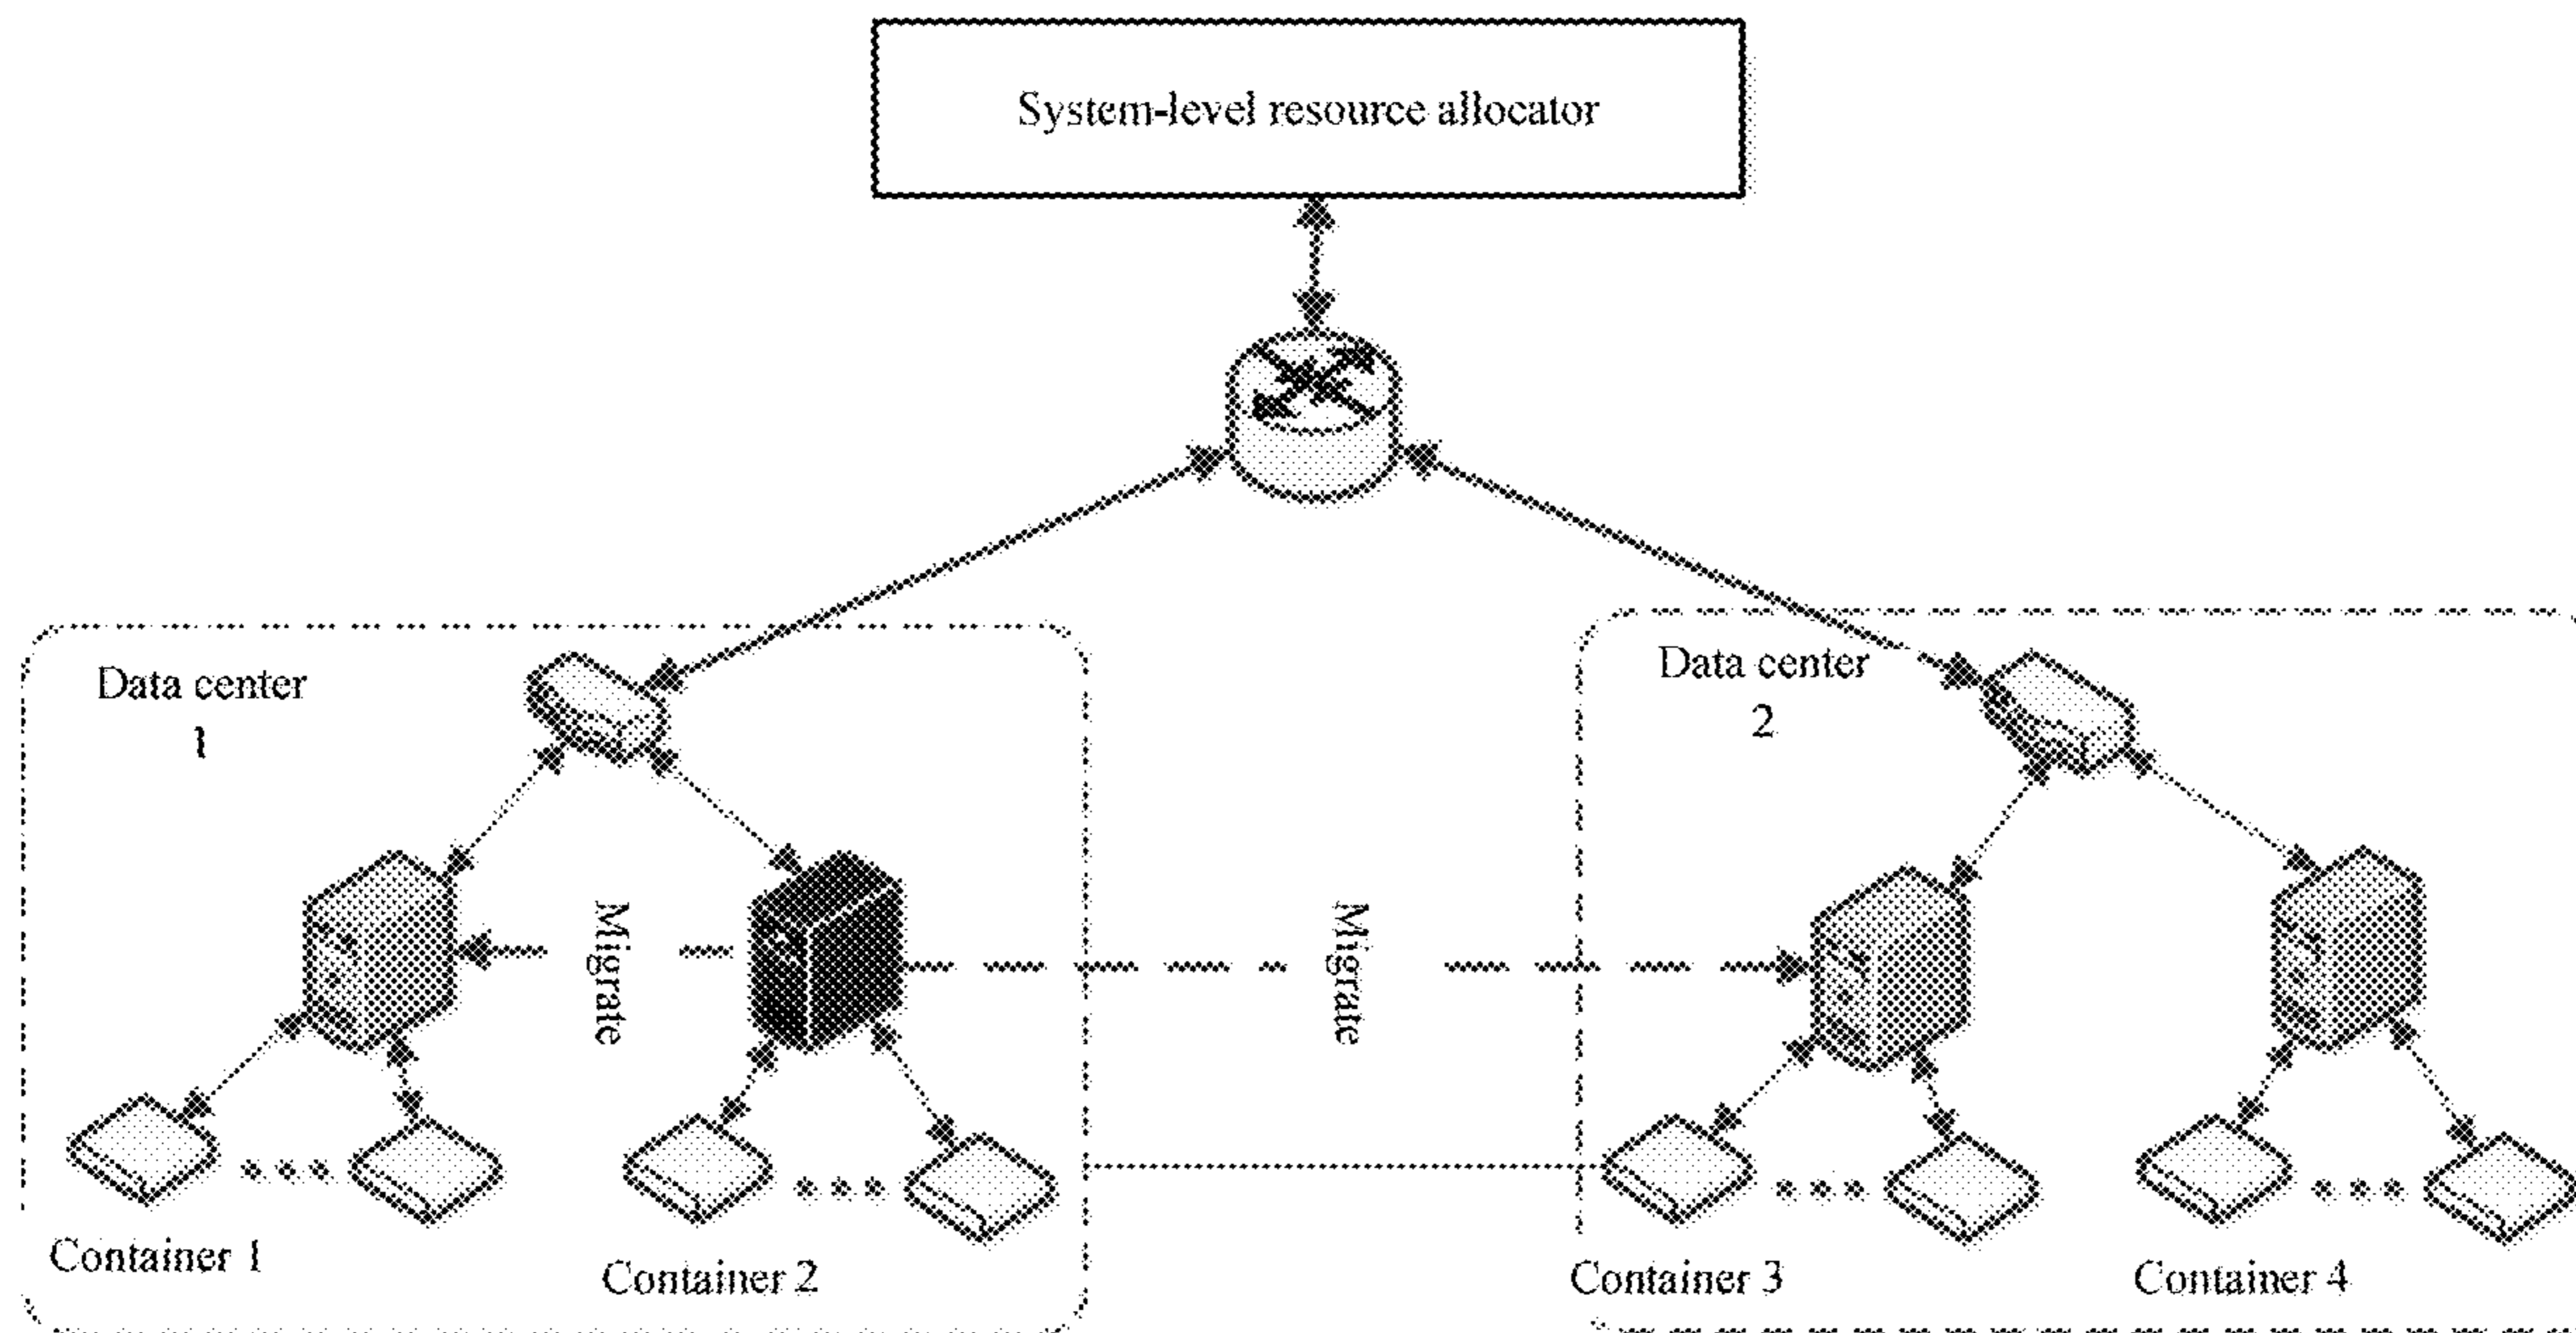 System-level resource allocator
Data center
1
Data center
2
Migrate
Migrate
Container 1
Container 2
Container 3
Container 4